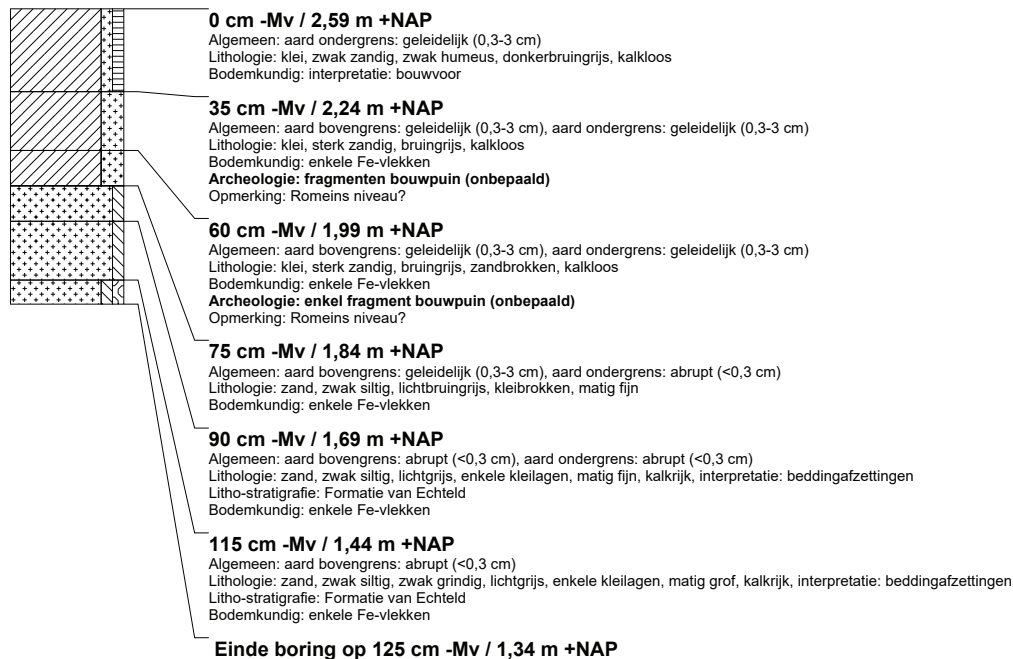 0 cm -Mv / 2,59 m +NAP
Algemeen: aard ondergrens: geleidelijk (0,3-3 cm)
Lithologie: klei, zwak zandig, zwak humeus, donkerbruingrijs, kalkloos
Bodemkundig: interpretatie: bouwvoor
35 cm -Mv / 2,24 m +NAP
Algemeen: aard bovengrens: geleidelijk (0,3-3 cm), aard ondergrens: geleidelijk (0,3-3 cm)
Lithologie: klei, sterk zandig, bruingrijs, kalkloos
Bodemkundig: enkele Fe-vlekken
Archeologie: fragmenten bouwpuin (onbepaald)
Opmerking: Romeins niveau?
60 cm -Mv / 1,99 m +NAP
Algemeen: aard bovengrens: geleidelijk (0,3-3 cm), aard ondergrens: geleidelijk (0,3-3 cm)
Lithologie: klei, sterk zandig, bruingrijs, zandbrokken, kalkloos
Bodemkundig: enkele Fe-vlekken
Archeologie: enkel fragment bouwpuin (onbepaald)
Opmerking: Romeins niveau?
75 cm -Mv / 1,84 m +NAP
Algemeen: aard bovengrens: geleidelijk (0,3-3 cm), aard ondergrens: abrupt (<0,3 cm)
Lithologie: zand, zwak siltig, lichtbruingrijs, kleibrokken, matig fijn
Bodemkundig: enkele Fe-vlekken
90 cm -Mv / 1,69 m +NAP
Algemeen: aard bovengrens: abrupt (<0,3 cm), aard ondergrens: abrupt (<0,3 cm)
Lithologie: zand, zwak siltig, lichtgrijs, enkele kleilagen, matig fijn, kalkrijk, interpretatie: beddingafzettingen
Litho-stratigrafie: Formatie van Echteld
Bodemkundig: enkele Fe-vlekken
115 cm -Mv / 1,44 m +NAP
Algemeen: aard bovengrens: abrupt (<0,3 cm)
Lithologie: zand, zwak siltig, zwak grindig, lichtgrijs, enkele kleilagen, matig grof, kalkrijk, interpretatie: beddingafzettingen
Litho-stratigrafie: Formatie van Echteld
Bodemkundig: enkele Fe-vlekken
Einde boring op 125 cm -Mv / 1,34 m +NAP